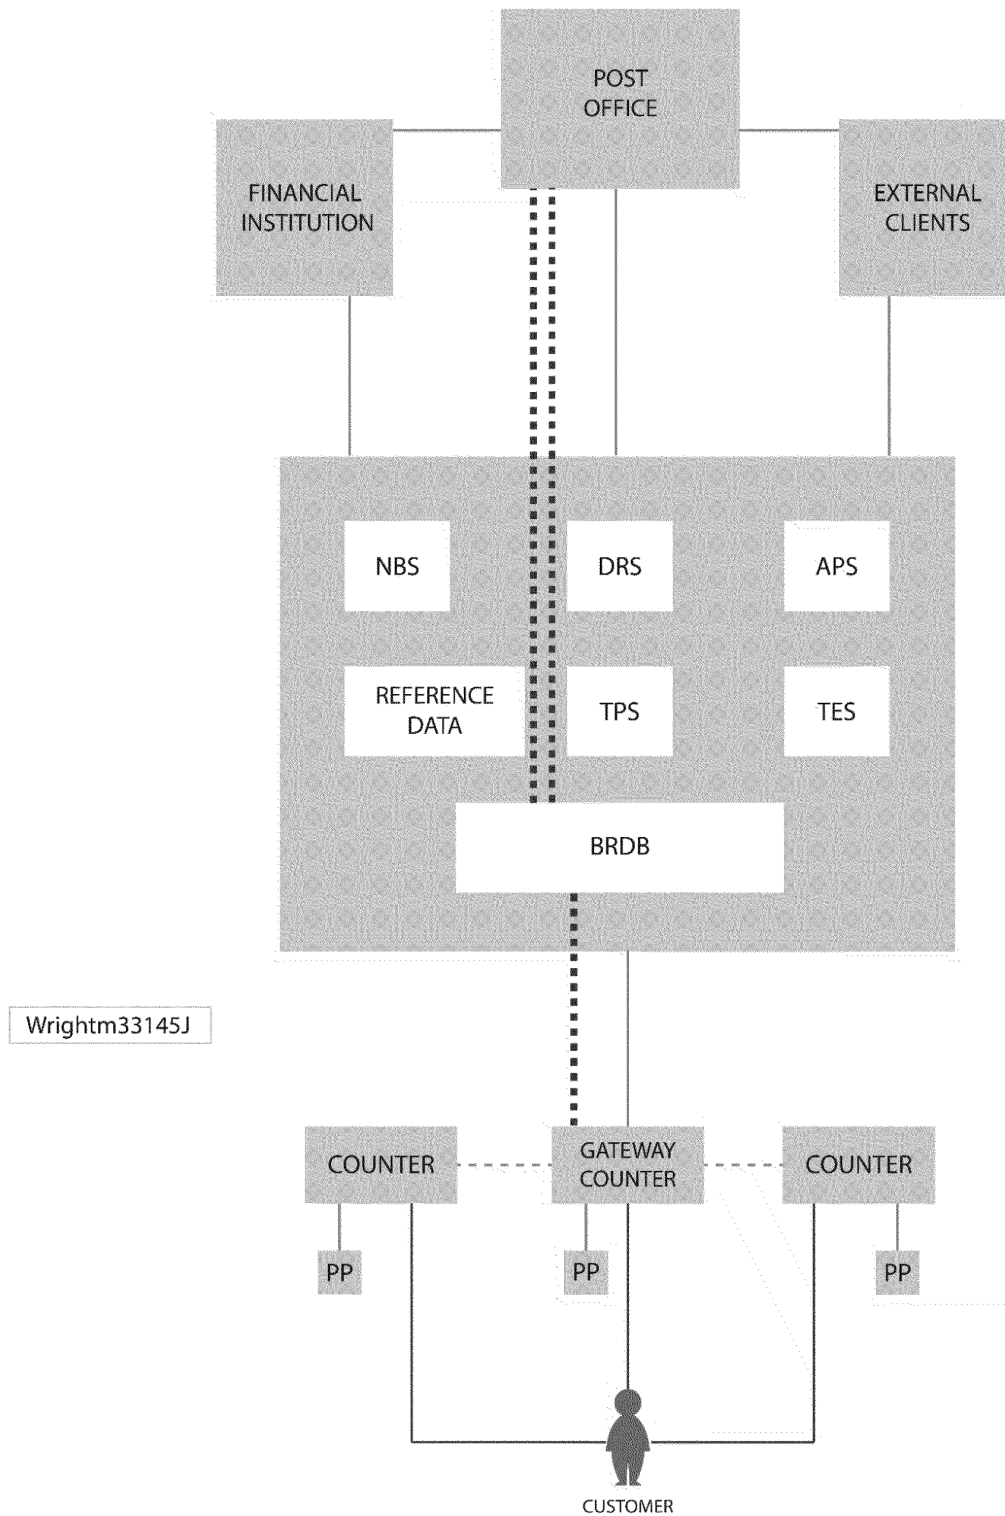 POST
OFFICE
FINANCIAL
INSTITUTION
EXTERNAL
CLIENTS
NBS
DRS
APS
REFERENCE
DATA
TPS
TES
BRDB
Wrightm33145J
COUNTER
GATEWAY
COUNTER
COUNTER
PP
PP
PP
CUSTOMER